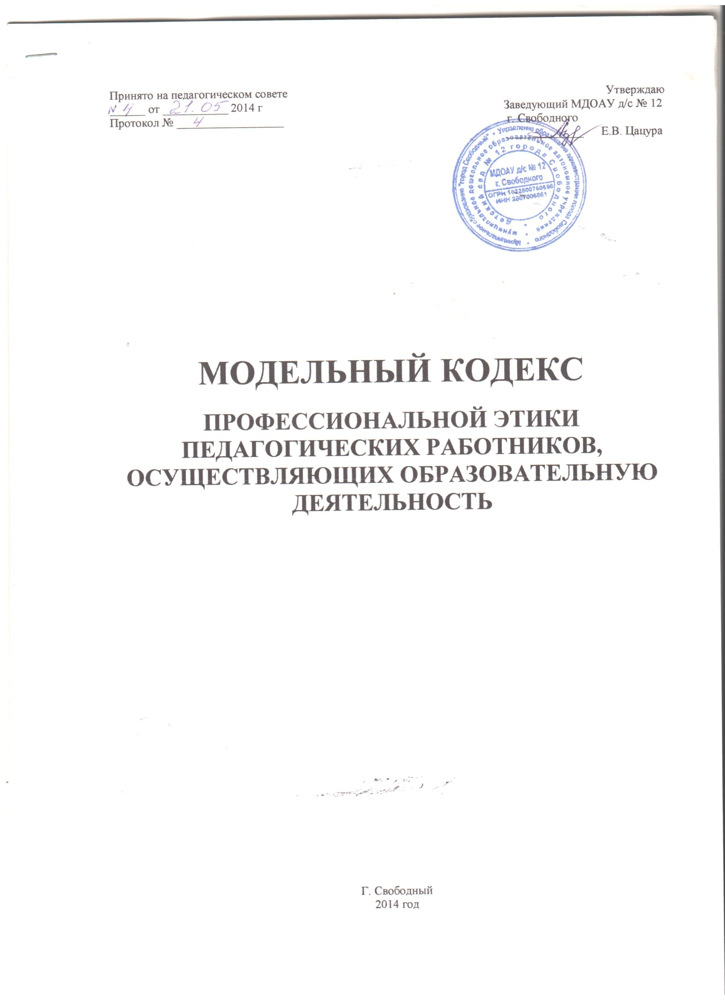 Принято на педагогическом совете
N 4 от 21.05 2014 г
Протокол № 4
Утверждаю
Заведующий МДОАУ д/с № 12
г. Свободного
Е.В. Цацура
Муниципальное образование "город Свободный" • Управление образования администрации города Свободного •
муниципальное дошкольное образовательное автономное учреждение •
Детский сад № 12 города Свободного •
МДОАУ д/с № 12
г. Свободного
ОГРН 1022800760596
ИНН 2807006861
МОДЕЛЬНЫЙ КОДЕКС
ПРОФЕССИОНАЛЬНОЙ ЭТИКИ
ПЕДАГОГИЧЕСКИХ РАБОТНИКОВ,
ОСУЩЕСТВЛЯЮЩИХ ОБРАЗОВАТЕЛЬНУЮ
ДЕЯТЕЛЬНОСТЬ
Г. Свободный
2014 год